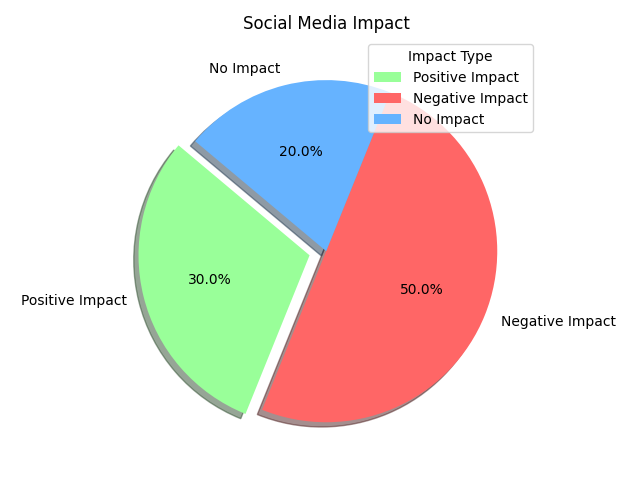 Social Media Impact
Impact Type
Positive Impact
Negative Impact
No Impact
No Impact
20.0%
30.0%
50.0%
Positive Impact
Negative Impact